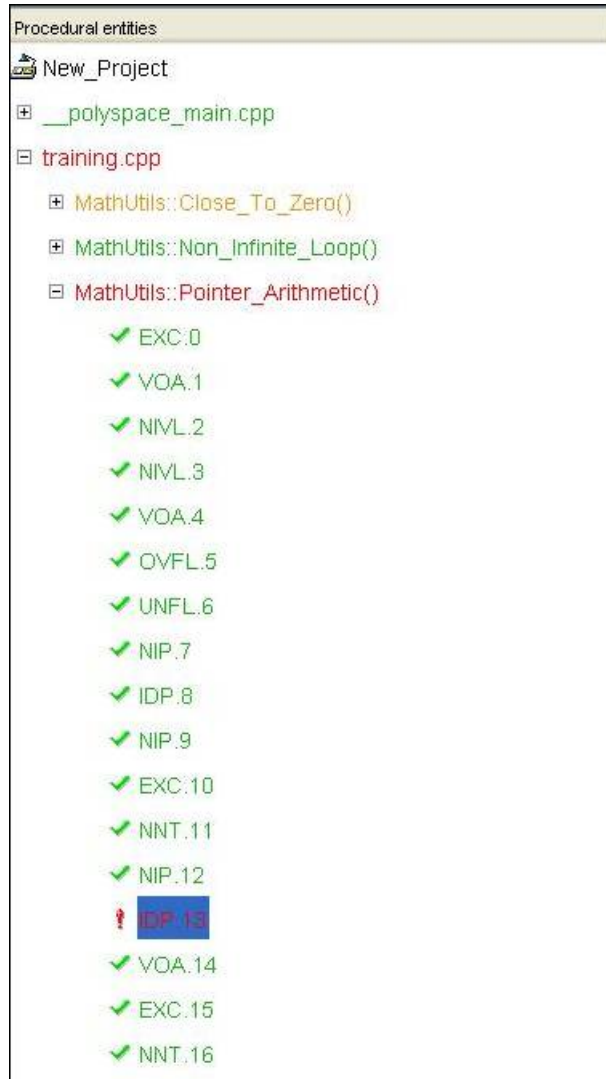 Procedural entities
New_Project
__polyspace_main.cpp
training.cpp
MathUtils::Close_To_Zero()
MathUtils::Non_Infinite_Loop()
MathUtils::Pointer_Arithmetic()
EXC.0
VOA.1
NIVL.2
NIVL.3
VOA.4
OVFL.5
UNFL.6
NIP.7
IDP.8
NIP.9
EXC.10
NNT.11
NIP.12
IDP.13
VOA.14
EXC.15
NNT.16